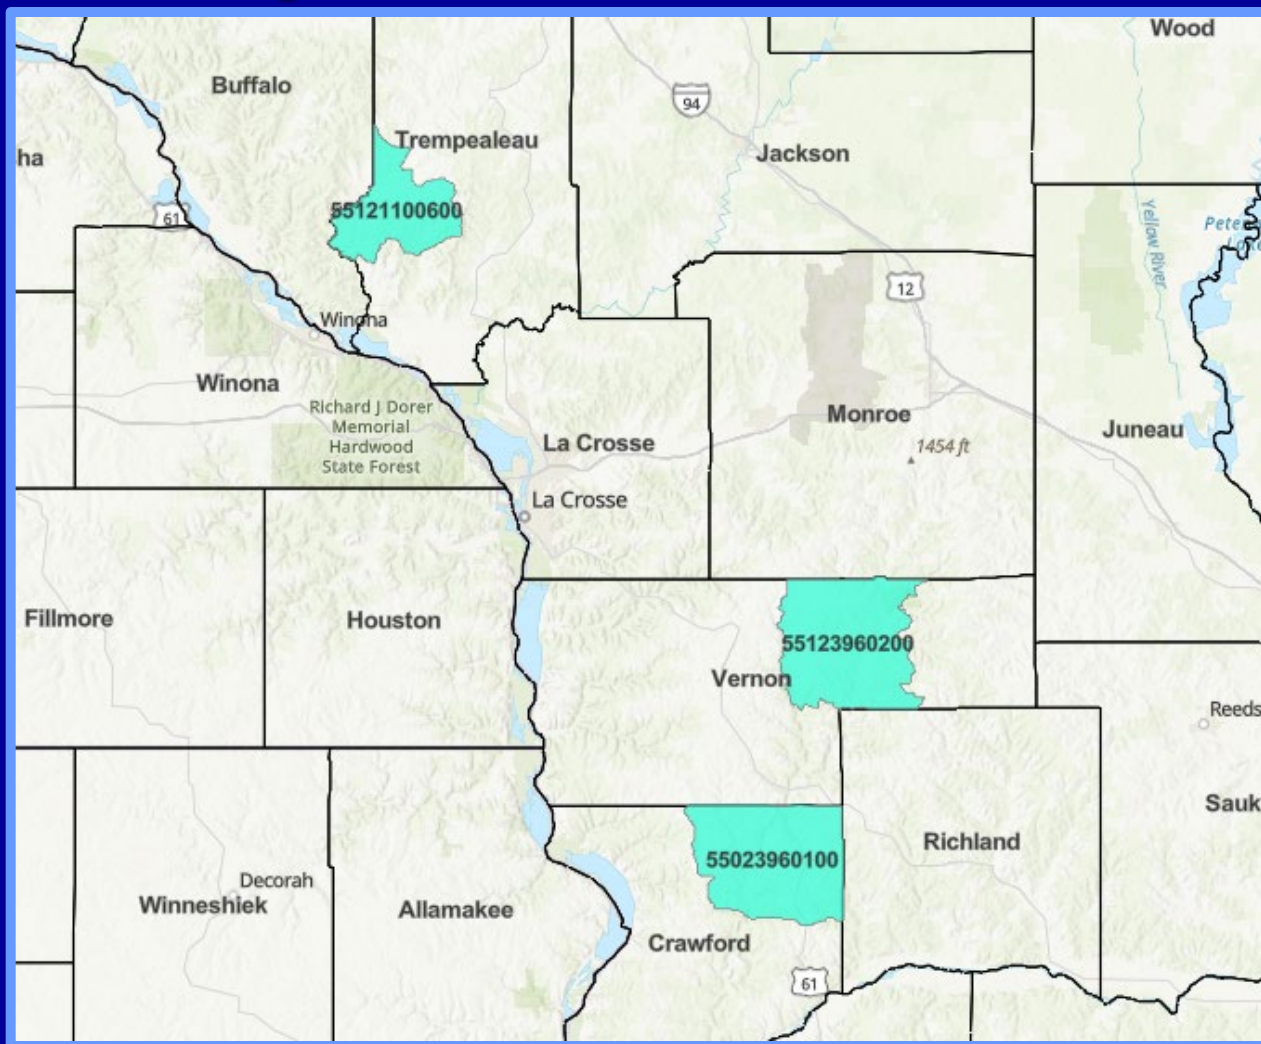 Wood
Buffalo
94
Trempealeau
ha
Jackson
55121100600
61
Yellow River
12
Winona
Winona
Richard J Dorer
Memorial
Hardwood
State Forest
Monroe
Juneau
La Crosse
1454 ft
La Crosse
Fillmore
Houston
55123960200
Vernon
Reeds
Sauk
Richland
55023960100
Decorah
Winneshiek
Allamakee
Crawford
61